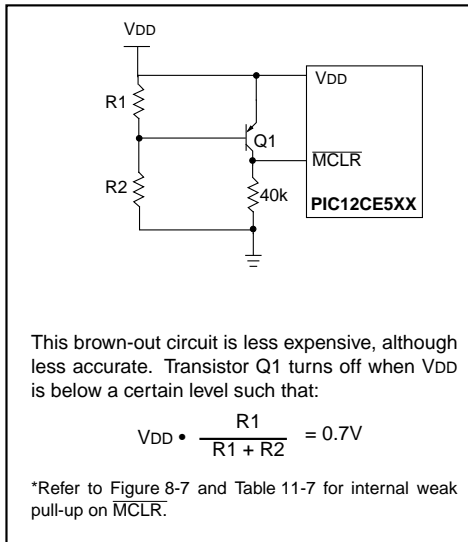 VDD
VDD
R1
Q1
MCLR
R2
40k
PIC12CE5XX
This brown-out circuit is less expensive, although
less accurate. Transistor Q1 turns off when VDD
is below a certain level such that:
VDD • R1 / R1 + R2 = 0.7V
*Refer to Figure 8-7 and Table 11-7 for internal weak
pull-up on MCLR.